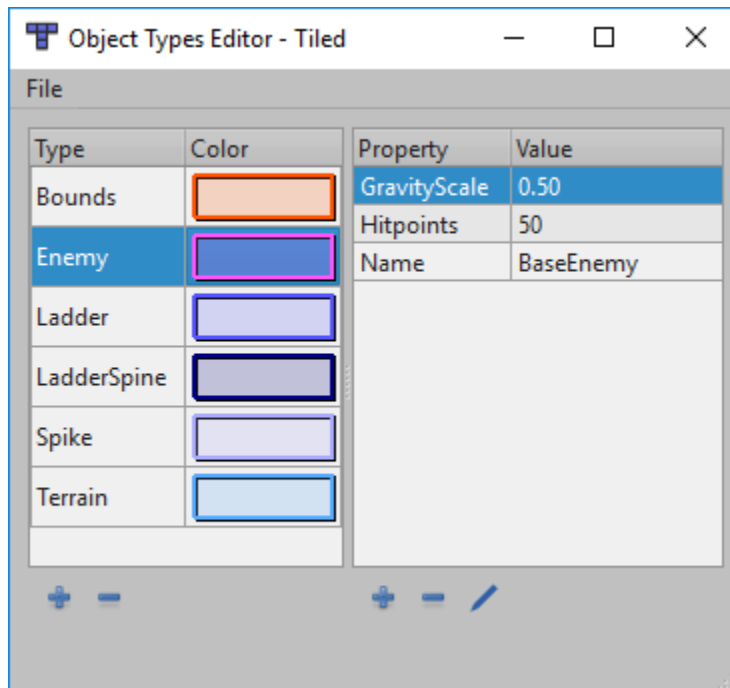 Object Types Editor - Tiled
File
Type Color
Bounds
Enemy
Ladder
LadderSpine
Spike
Terrain
Property Value
GravityScale 0.50
Hitpoints 50
Name BaseEnemy